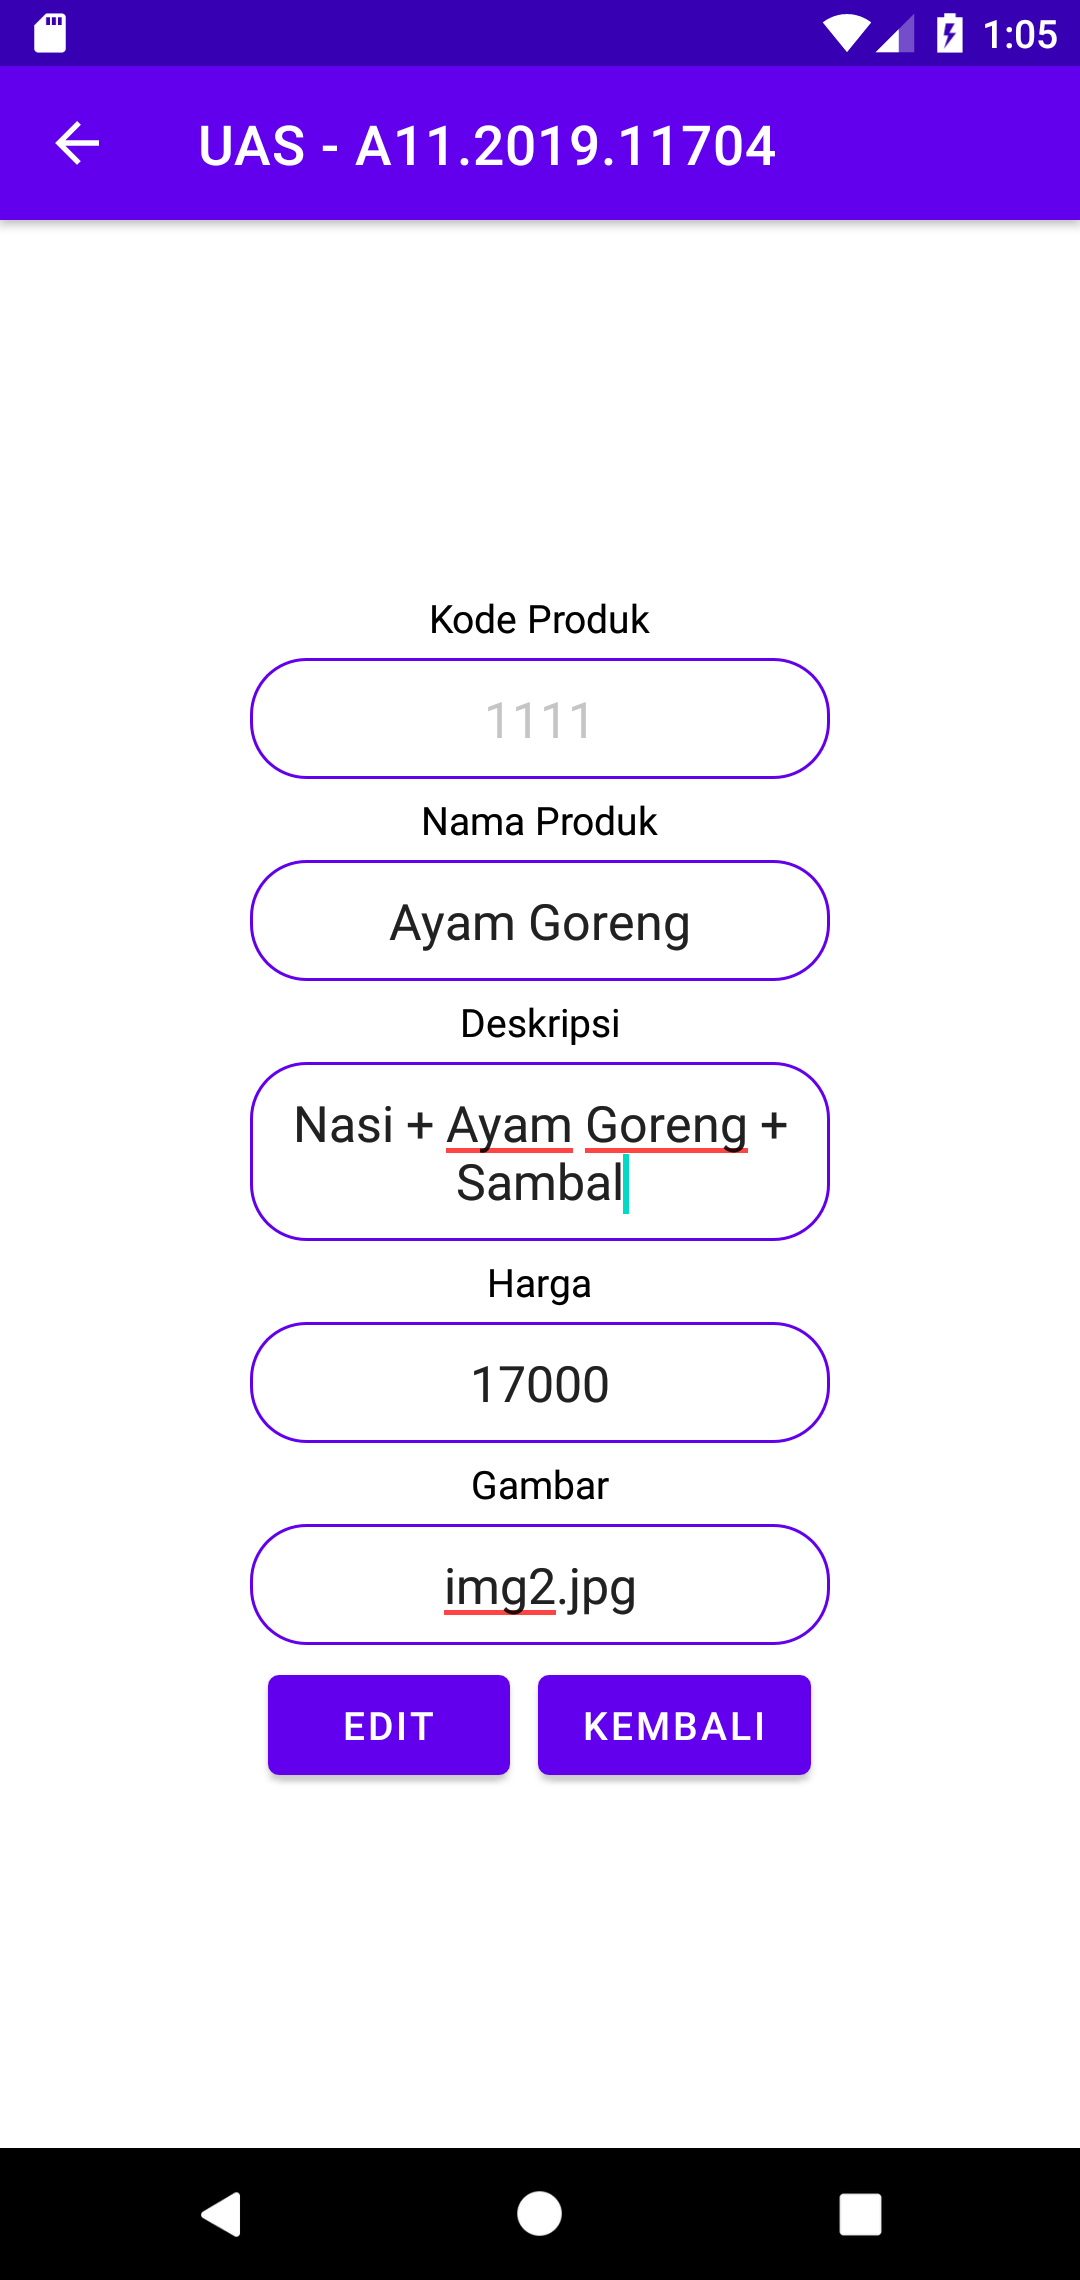 1:05
UAS - A11.2019.11704
Kode Produk
1111
Nama Produk
Ayam Goreng
Deskripsi
Nasi + Ayam Goreng +
Sambal
Harga
17000
Gambar
img2.jpg
EDIT KEMBALI